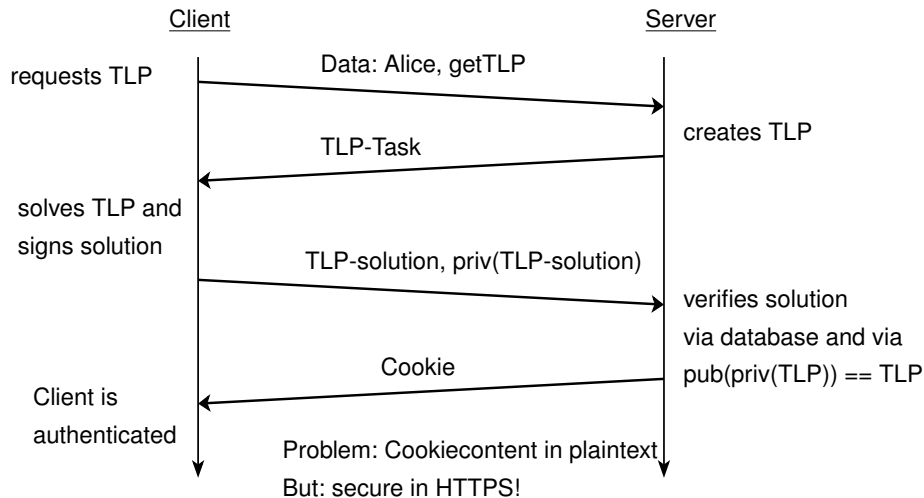 Client
Server
requests TLP
Data: Alice, getTLP
creates TLP
TLP-Task
solves TLP and
signs solution
TLP-solution, priv(TLP-solution)
verifies solution
via database and via
pub(priv(TLP)) == TLP
Cookie
Client is
authenticated
Problem: Cookiecontent in plaintext
But: secure in HTTPS!